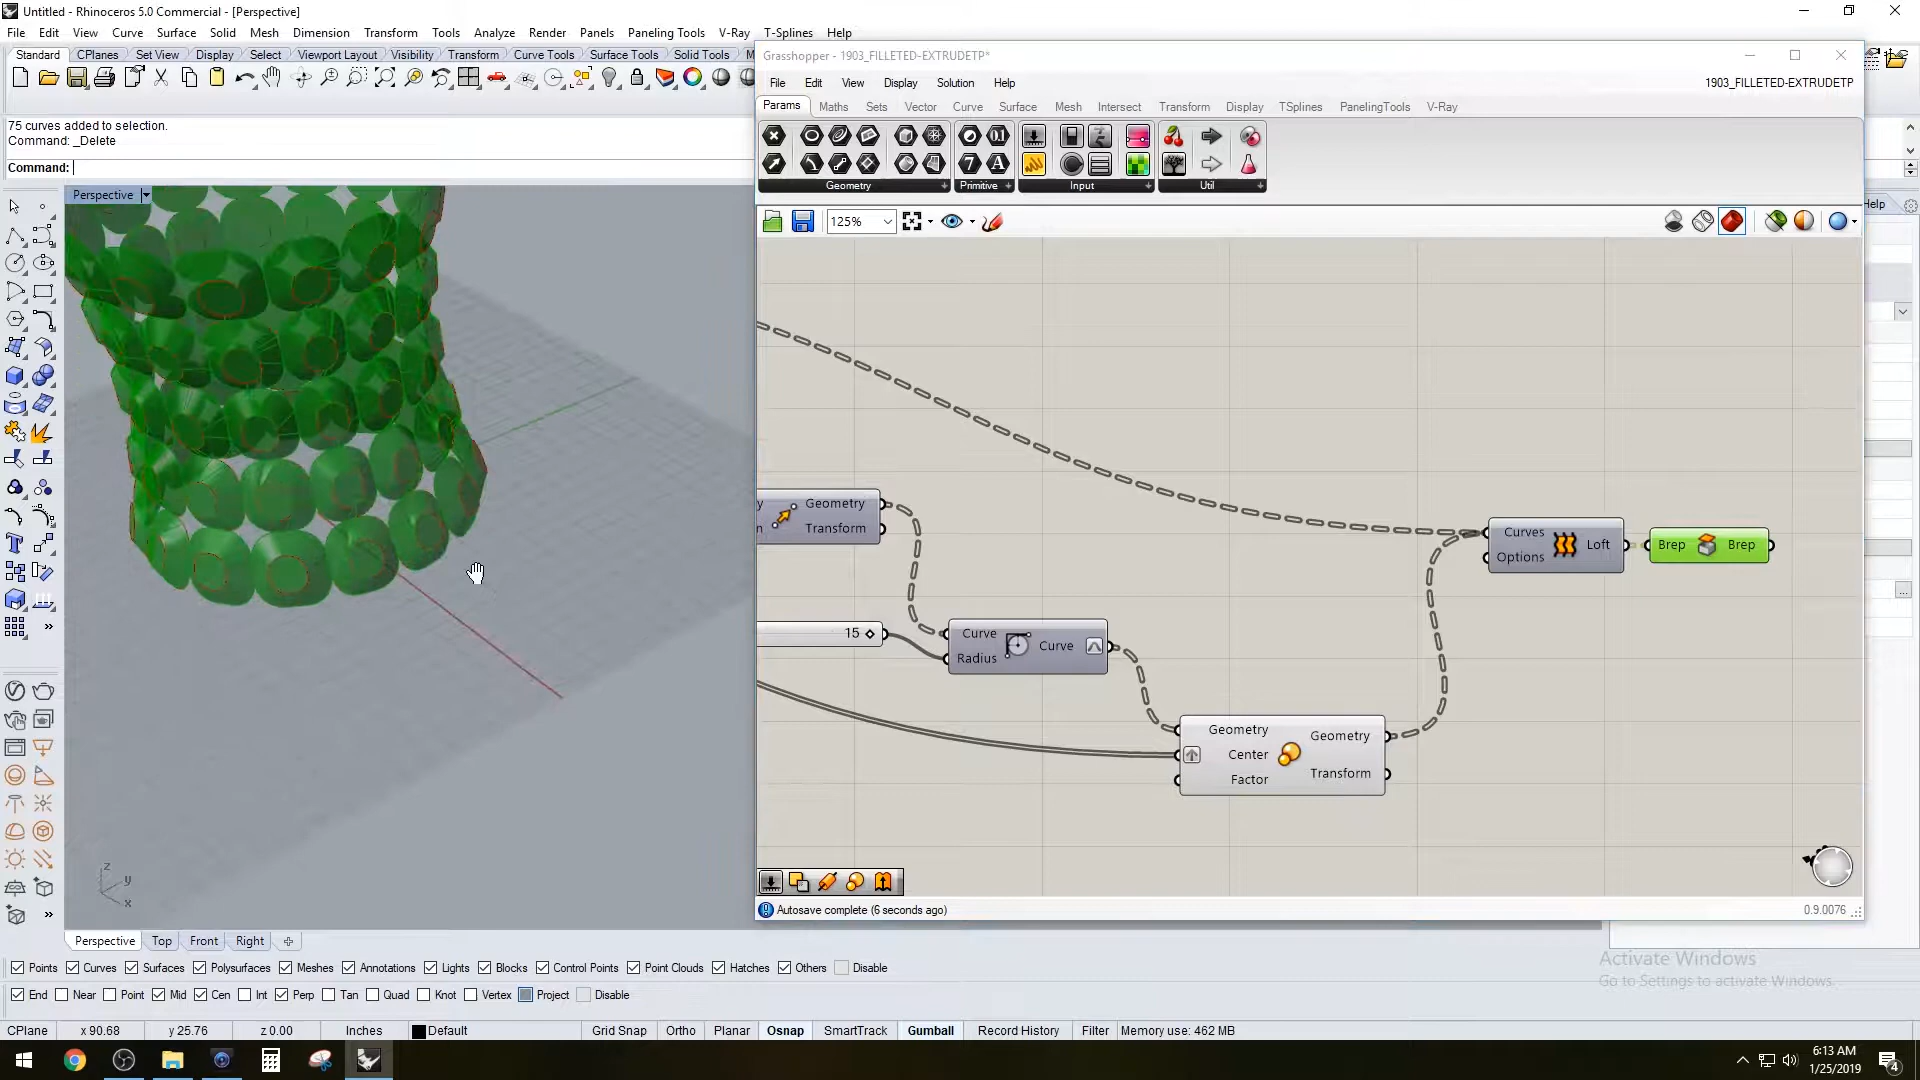 Untitled - Rhinoceros 5.0 Commercial - [Perspective]
File Edit View Curve Surface Solid Mesh Dimension Transform Tools Analyze Render Panels Paneling Tools V-Ray T-Splines Help
Standard CPlanes Set View Display Select Viewport Layout Visibility Transform Curve Tools Surface Tools Solid Tools
75 curves added to selection.
Command: _Delete
Command:
Perspective
Grasshopper - 1903_FILLETED-EXTRUDETP*
File Edit View Display Solution Help
1903_FILLETED-EXTRUDETP
Params Maths Sets Vector Curve Surface Mesh Intersect Transform Display TSplines PanelingTools V-Ray
Geometry Primitive Input Util
125%
Help
Geometry
Transform
15
Curve
Radius
Curve
Geometry
Center
Factor
Geometry
Transform
Curves
Options
Loft
Brep Brep
Autosave complete (6 seconds ago)
0.9.0076
z
y
x
Perspective Top Front Right
Activate Windows
Go to Settings to activate Windows.
Points Curves Surfaces Polysurfaces Meshes Annotations Lights Blocks Control Points Point Clouds Hatches Others Disable
End Near Point Mid Cen Int Perp Tan Quad Knot Vertex Project Disable
CPlane x 90.68 y 25.76 z 0.00 Inches Default Grid Snap Ortho Planar Osnap SmartTrack Gumball Record History Filter Memory use: 462 MB
6:13 AM
1/25/2019
4